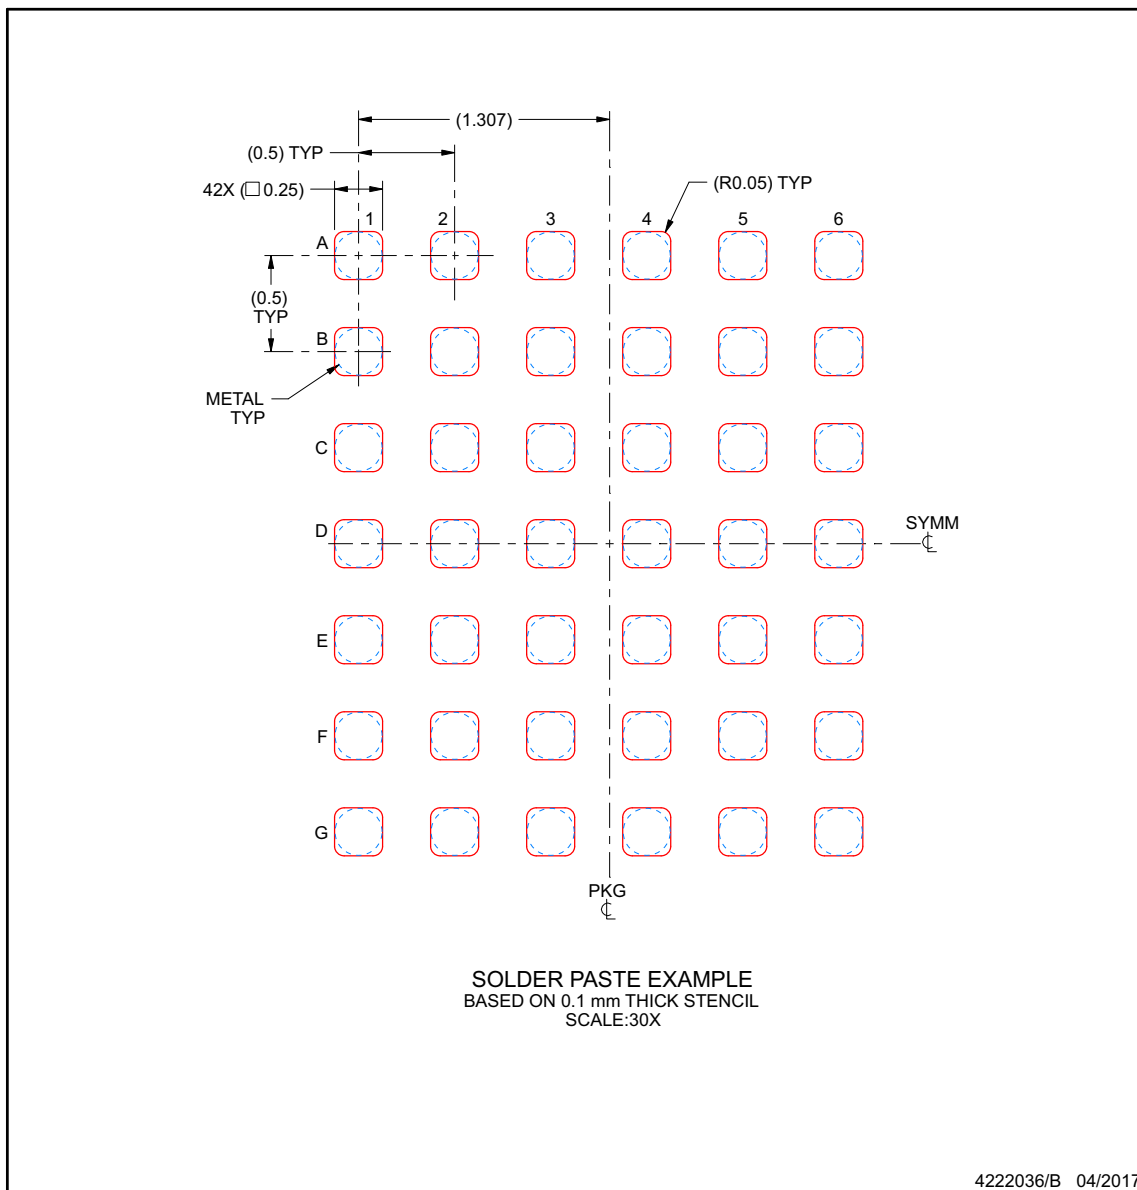 (1.307)
(0.5) TYP
42X (□ 0.25)
(R0.05) TYP
1 2 3 4 5 6
A
(0.5)
TYP
B
METAL
TYP
C
D
SYMM
℄
E
F
G
PKG
℄
SOLDER PASTE EXAMPLE
BASED ON 0.1 mm THICK STENCIL
SCALE:30X
4222036/B 04/2017